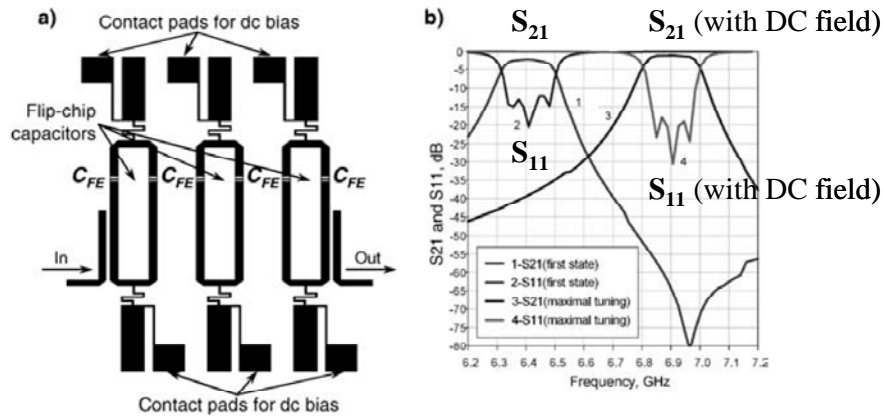 a)
Contact pads for dc bias
Flip-chip
capacitors
C_FE C_FE C_FE C_FE
In
Out
Contact pads for dc bias
b)
S21
S11 (with DC field)
0
-5
-10
-15
-20
-25
-30
-35
-40
-45
-50
-55
-60
-65
-70
-75
-80
S21 and S11, dB
1
2
3
4
S11
S11 (with DC field)
1-S21(first state)
2-S11(first state)
3-S21(maximal tuning)
4-S11(maximal tuning)
6.2 6.3 6.4 6.5 6.6 6.7 6.8 6.9 7.0 7.1 7.2
Frequency, GHz